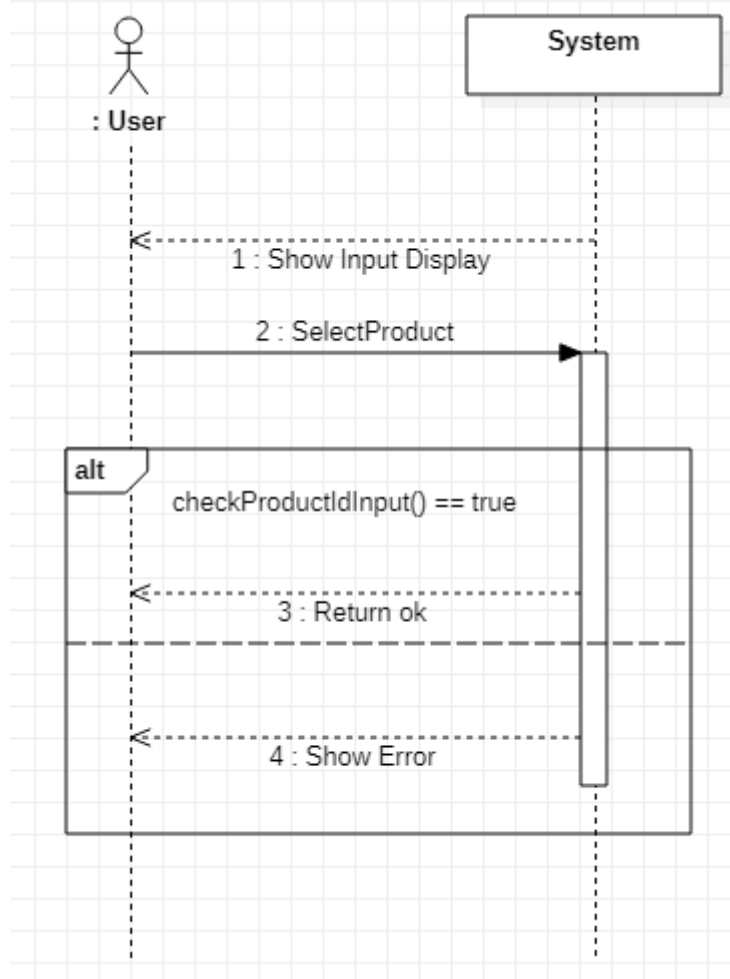 System
: User
1 : Show Input Display
2 : SelectProduct
alt
checkProductIdInput() == true
3 : Return ok
4 : Show Error